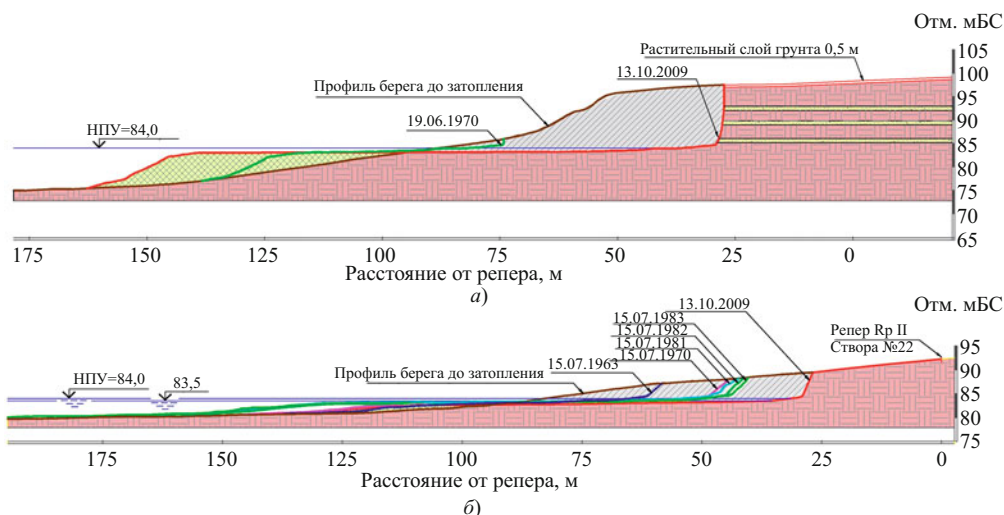 Отм. мБС
Растительный слой грунта 0,5 м
13.10.2009
Профиль берега до затопления
19.06.1970
НПУ=84,0
105
100
95
90
85
80
75
70
65
175 150 125 100 75 50 25 0
Расстояние от репера, м
а)
Отм. мБС
13.10.2009
15.07.1983
15.07.1982
15.07.1981
15.07.1970
15.07.1963
Репер Rp II
Створа №22
НПУ=84,0
83,5
Профиль берега до затопления
95
90
85
80
75
175 150 125 100 75 50 25 0
Расстояние от репера, м
б)